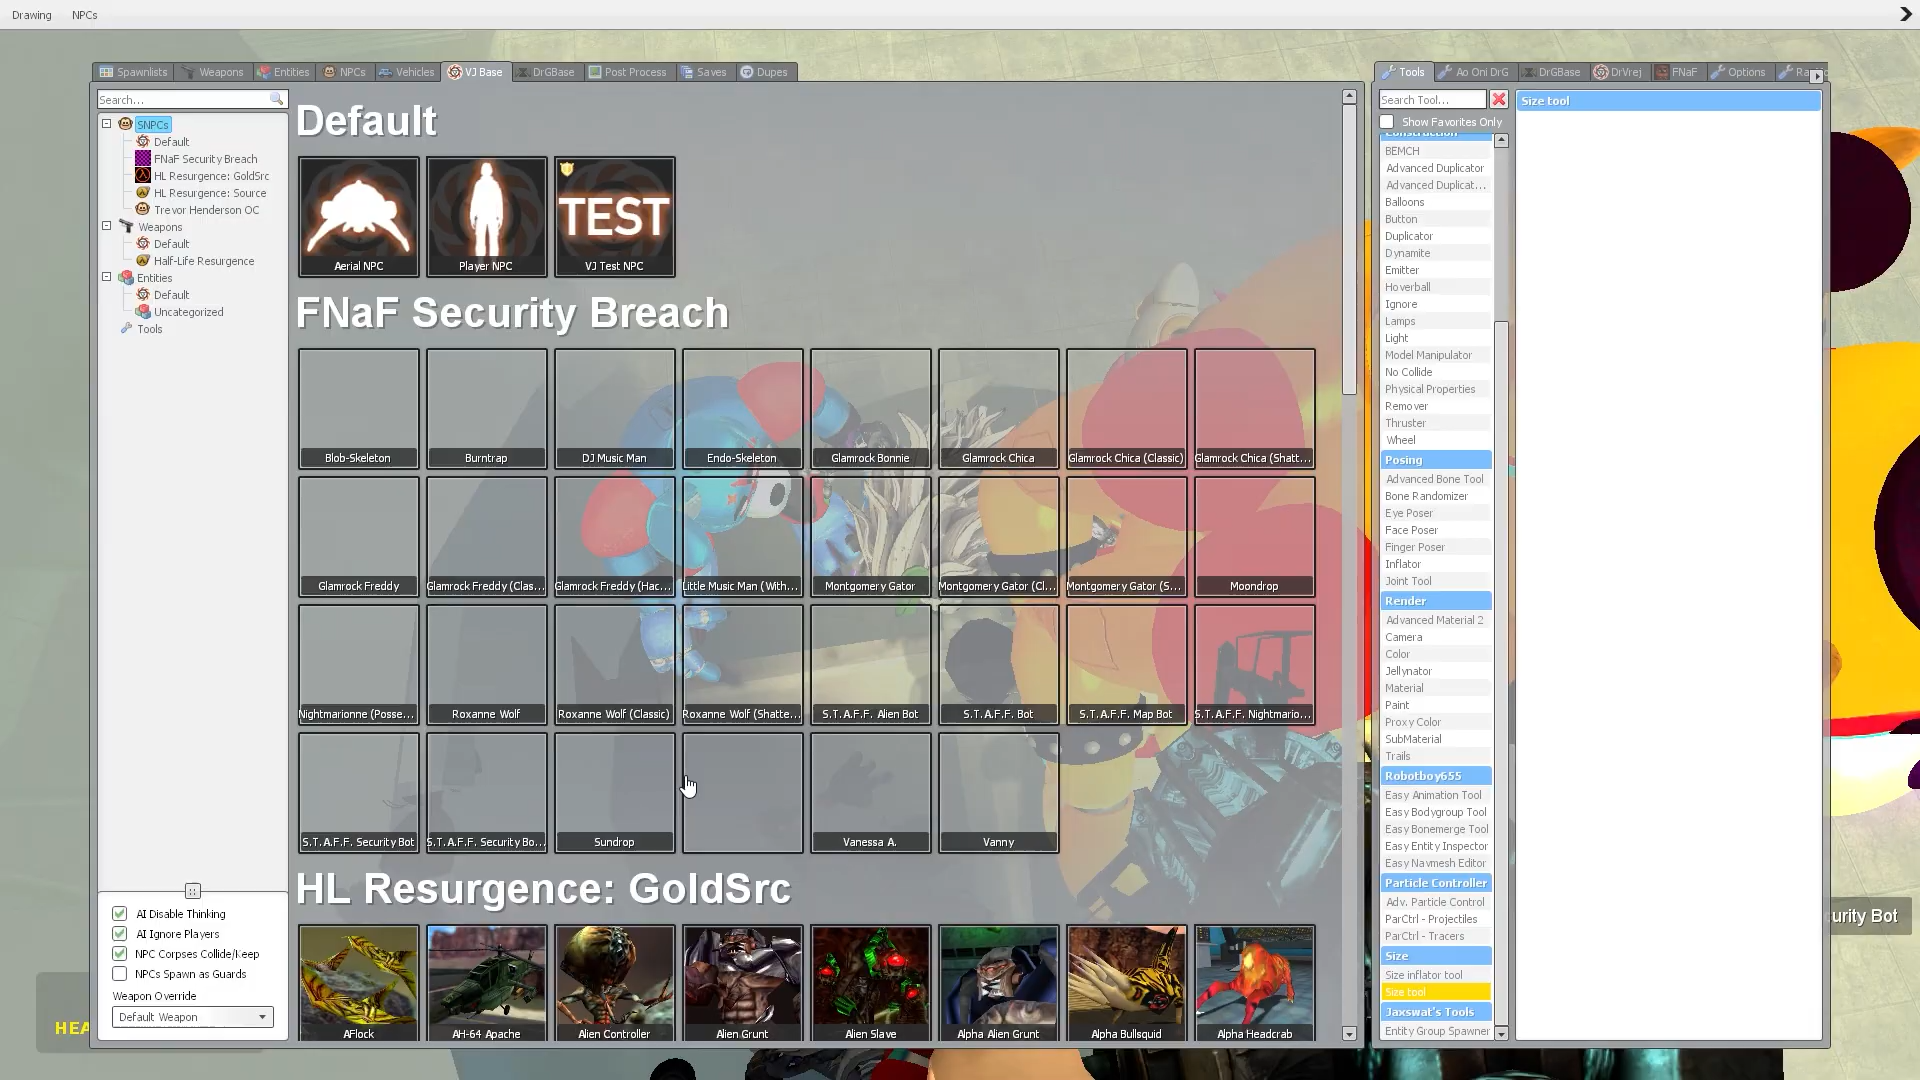 Drawing NPCs
Spawnlists Weapons Entities NPCs Vehicles VJ Base DrGBase Post Process Saves Dupes
Search...
SNPCs
Default
FNaF Security Breach
HL Resurgence: GoldSrc
HL Resurgence: Source
Trevor Henderson OC
Weapons
Default
Half-Life Resurgence
Entities
Default
Uncategorized
Tools
AI Disable Thinking
AI Ignore Players
NPC Corpses Collide/Keep
NPCs Spawn as Guards
Weapon Override
Default Weapon
HEA
Default
TEST
Aerial NPC Player NPC VJ Test NPC
FNaF Security Breach
Blob-Skeleton Burntrap DJ Music Man Endo-Skeleton Glamrock Bonnie Glamrock Chica Glamrock Chica (Classic) Glamrock Chica (Shatt...
Glamrock Freddy Glamrock Freddy (Clas... Glamrock Freddy (Hac... Little Music Man (With... Montgomery Gator Montgomery Gator (Cl... Montgomery Gator (S... Moondrop
Nightmarionne (Posse... Roxanne Wolf Roxanne Wolf (Classic) Roxanne Wolf (Shatte... S.T.A.F.F. Alien Bot S.T.A.F.F. Bot S.T.A.F.F. Map Bot S.T.A.F.F. Nightmario...
S.T.A.F.F. Security Bot S.T.A.F.F. Security Bo... Sundrop Vanessa A. Vanny
HL Resurgence: GoldSrc
AFlock AH-64 Apache Alien Controller Alien Grunt Alien Slave Alpha Alien Grunt Alpha Bullsquid Alpha Headcrab
Tools Ao Oni DrG DrGBase DrVrej FNaF Options
Search Tool...
Show Favorites Only
Construction
BEMCH
Advanced Duplicator
Advanced Duplicat...
Balloons
Button
Duplicator
Dynamite
Emitter
Hoverball
Ignore
Lamps
Light
Model Manipulator
No Collide
Physical Properties
Remover
Thruster
Wheel
Posing
Advanced Bone Tool
Bone Randomizer
Eye Poser
Face Poser
Finger Poser
Inflator
Joint Tool
Render
Advanced Material 2
Camera
Color
Jellynator
Material
Paint
Proxy Color
SubMaterial
Trails
Robotboy655
Easy Animation Tool
Easy Bodygroup Tool
Easy Bonemerge Tool
Easy Entity Inspector
Easy Navmesh Editor
Particle Controller
Adv. Particle Control
ParCtrl - Projectiles
ParCtrl - Tracers
Size
Size inflator tool
Size tool
Jaxswat's Tools
Entity Group Spawner
Size tool
urity Bot